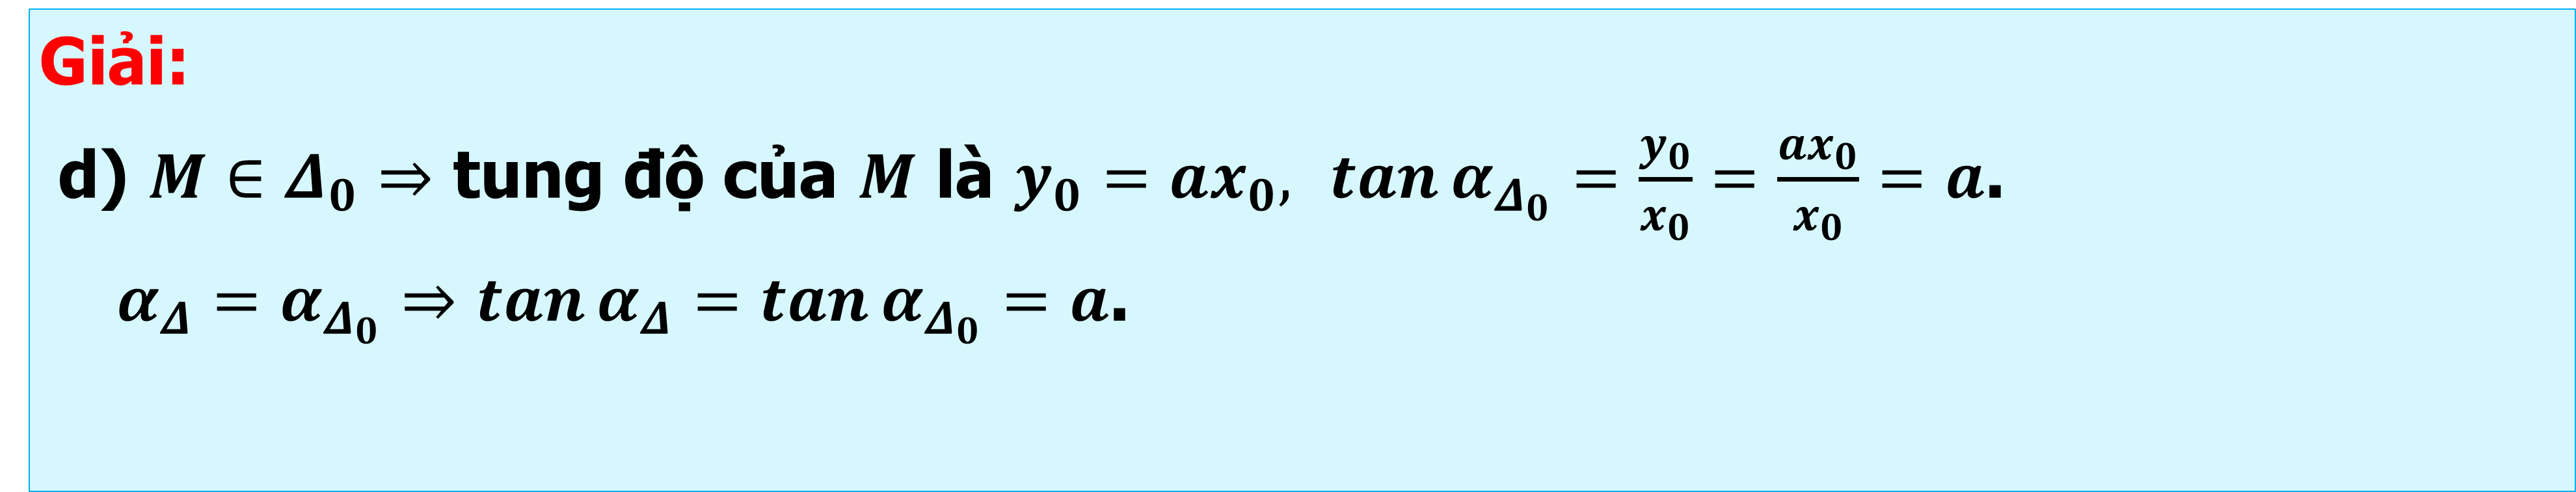 Giải:
d) M ∈ Δ₀ ⇒ tung độ của M là y₀ = ax₀, tan α_{Δ₀} = y₀/x₀ = ax₀/x₀ = a.
α_Δ = α_{Δ₀} ⇒ tan α_Δ = tan α_{Δ₀} = a.